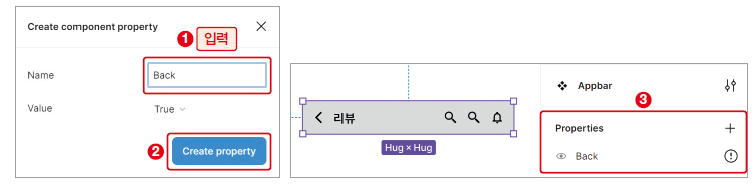 Create component property
1 입력
Name
Back
Value
True
2
Create property
리뷰
Hug × Hug
Appbar
3
Properties
Back